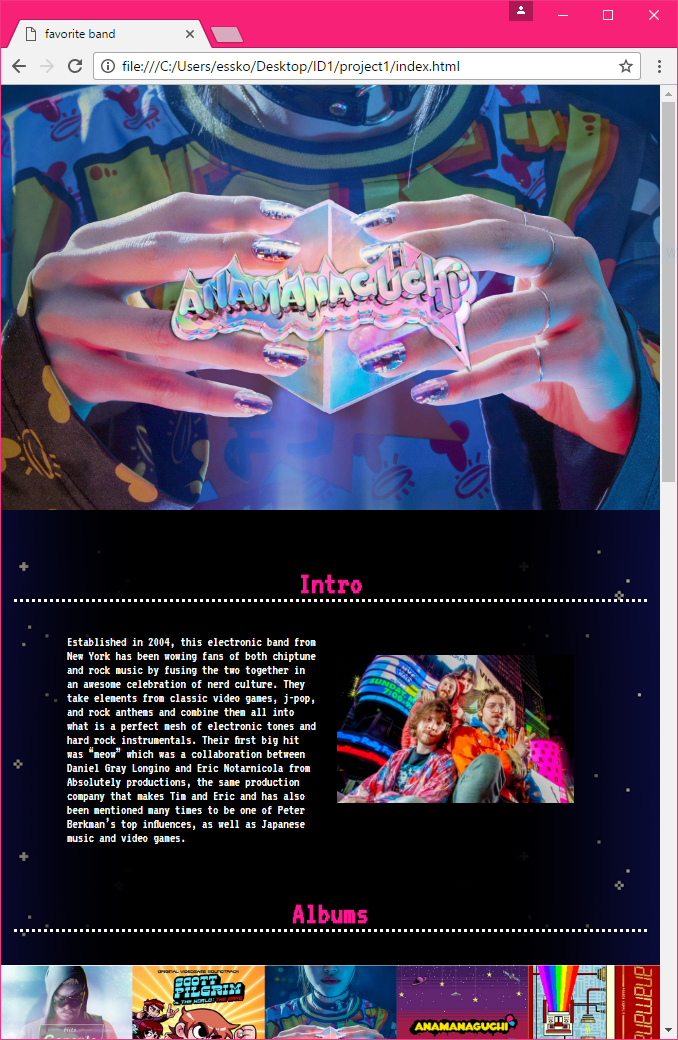 favorite band
file:///C:/Users/essko/Desktop/ID1/project1/index.html
ANAMANAGUCHI
Intro
Established in 2004, this electronic band from
New York has been wowing fans of both chiptune
and rock music by fusing the two together in
an awesome celebration of nerd culture. They
take elements from classic video games, j-pop,
and rock anthems and combine them all into
what is a perfect mesh of electronic tones and
hard rock instrumentals. Their first big hit
was “meow” which was a collaboration between
Daniel Gray Longino and Eric Notarnicola from
Absolutely productions, the same production
company that makes Tim and Eric and has also
been mentioned many times to be one of Peter
Berkman's top influences, as well as Japanese
music and video games.
Albums
ORIGINAL VIDEOGAME SOUNDTRACK
SCOTT
PILGRIM
VS. THE WORLD: THE GAME
ANAMANAGUCHI